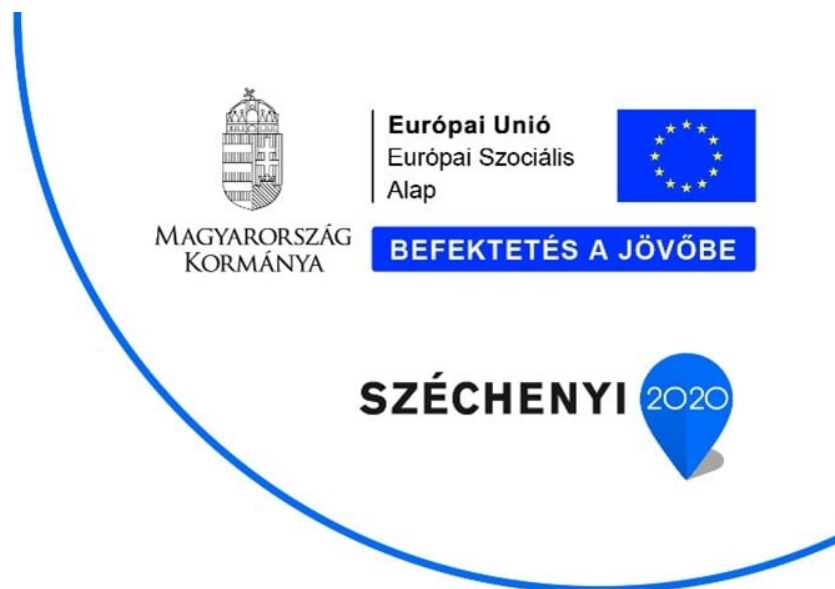 Európai Unió
Európai Szociális
Alap
MAGYARORSZÁG
KORMÁNYA
BEFEKTETÉS A JÖVŐBE
SZÉCHENYI 2020